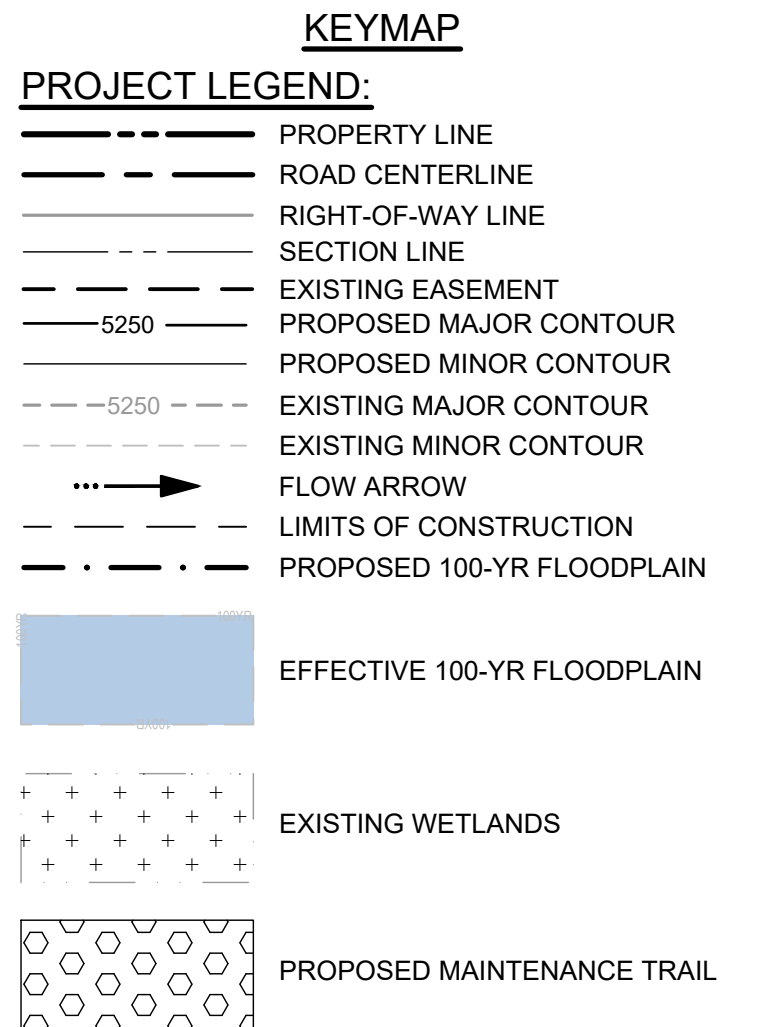 KEYMAP
PROJECT LEGEND:
PROPERTY LINE
ROAD CENTERLINE
RIGHT-OF-WAY LINE
SECTION LINE
EXISTING EASEMENT
5250 PROPOSED MAJOR CONTOUR
PROPOSED MINOR CONTOUR
5250 EXISTING MAJOR CONTOUR
EXISTING MINOR CONTOUR
FLOW ARROW
LIMITS OF CONSTRUCTION
PROPOSED 100-YR FLOODPLAIN
100YR
100YR
EFFECTIVE 100-YR FLOODPLAIN
100YR
EXISTING WETLANDS
PROPOSED MAINTENANCE TRAIL